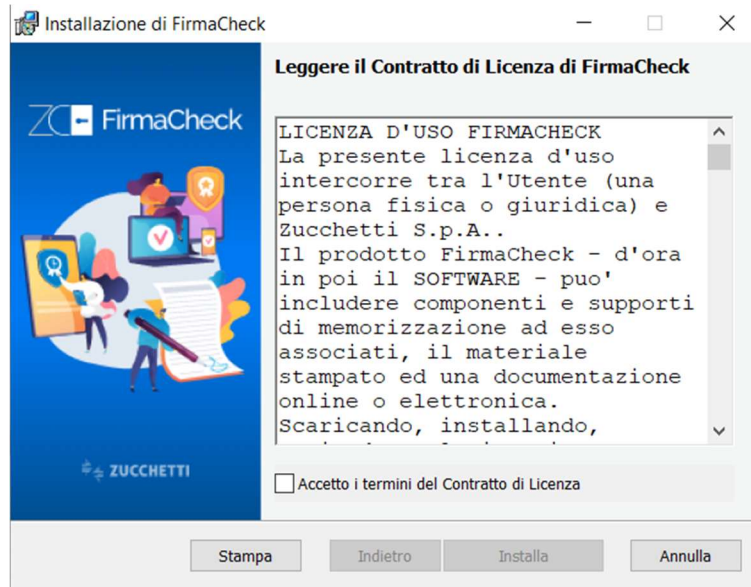 Installazione di FirmaCheck
Leggere il Contratto di Licenza di FirmaCheck
ZC FirmaCheck
LICENZA D'USO FIRMACHECK
La presente licenza d'uso
intercorre tra l'Utente (una
persona fisica o giuridica) e
Zucchetti S.p.A..
Il prodotto FirmaCheck - d'ora
in poi il SOFTWARE - puo'
includere componenti e supporti
di memorizzazione ad esso
associati, il materiale
stampato ed una documentazione
online o elettronica.
Scaricando, installando,
ZUCCHETTI
Accetto i termini del Contratto di Licenza
Stampa
Indietro
Installa
Annulla